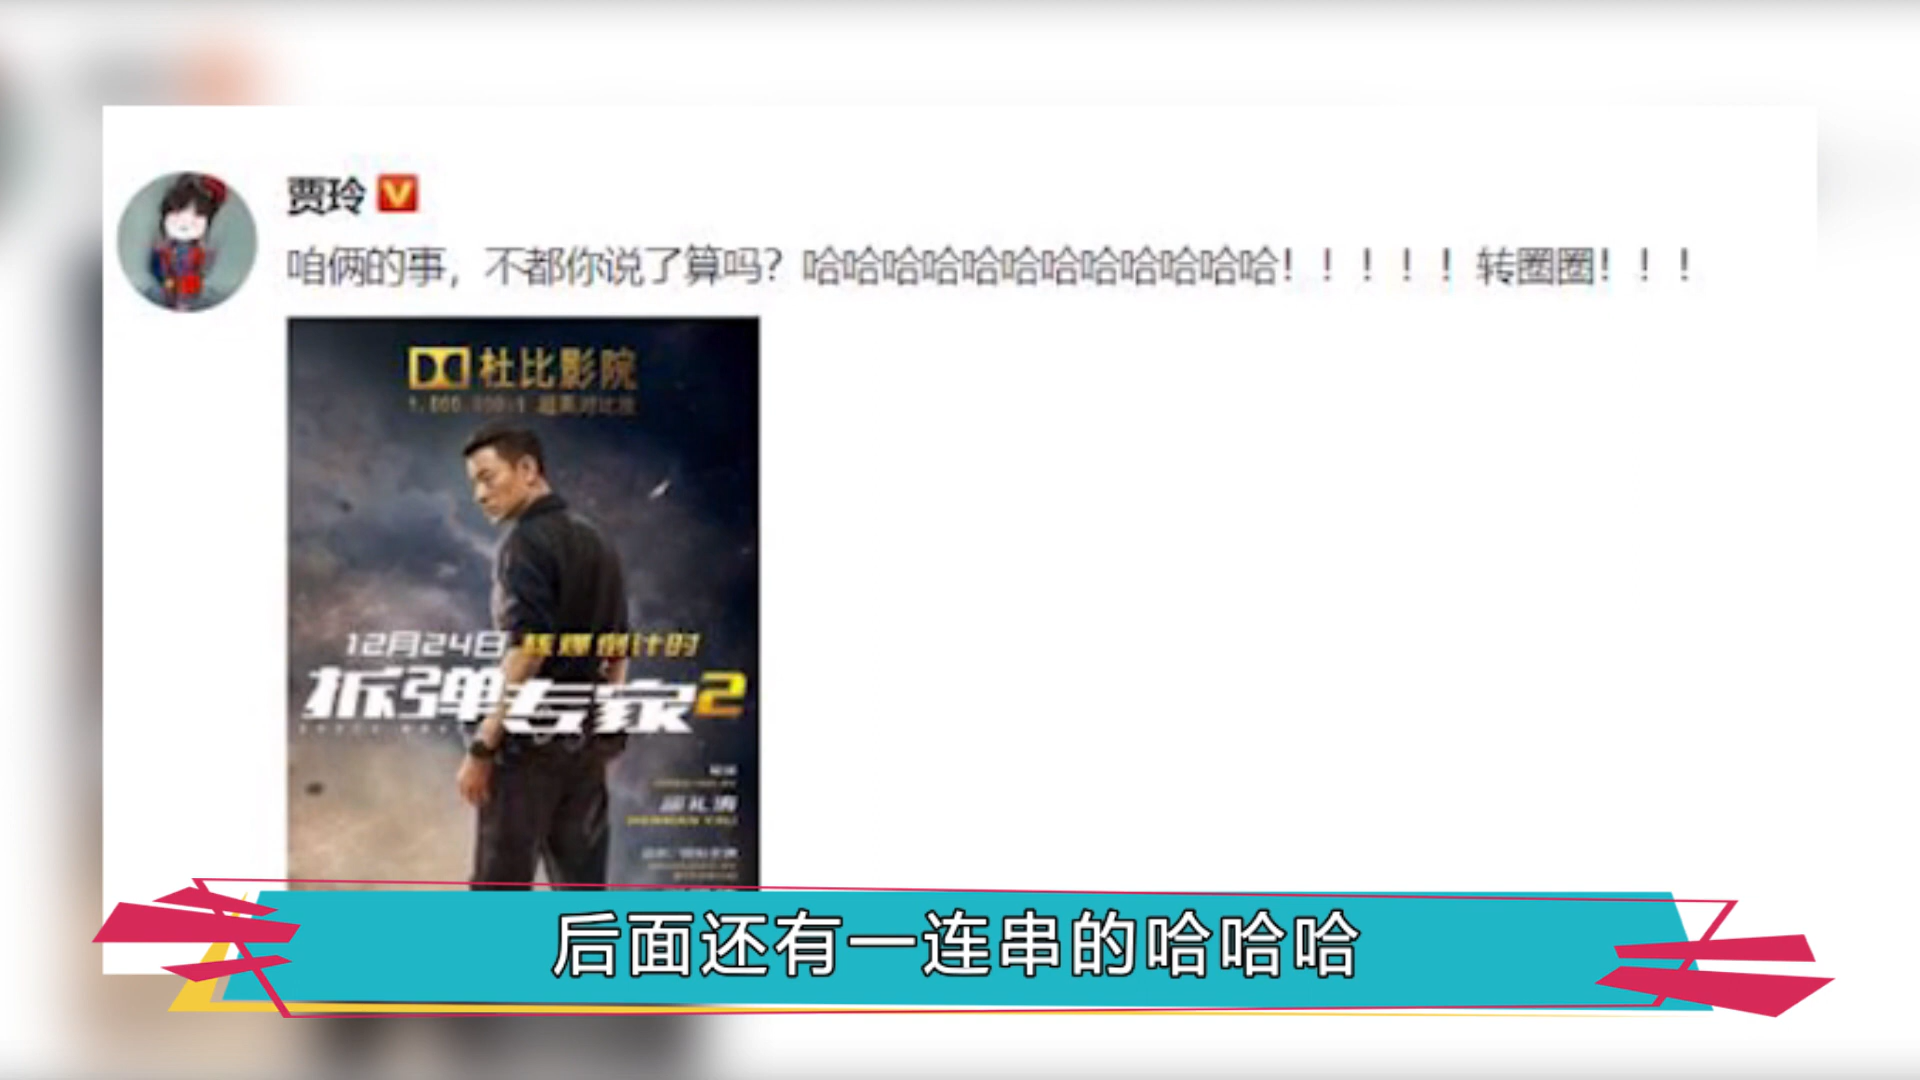 贾玲
咱俩的事，不都你说了算吗？哈哈哈哈哈哈哈哈哈哈哈哈！！！！！转圈圈！！！
杜比影院
12月24日 拆爆倒计时
拆弹专家2
后面还有一连串的哈哈哈